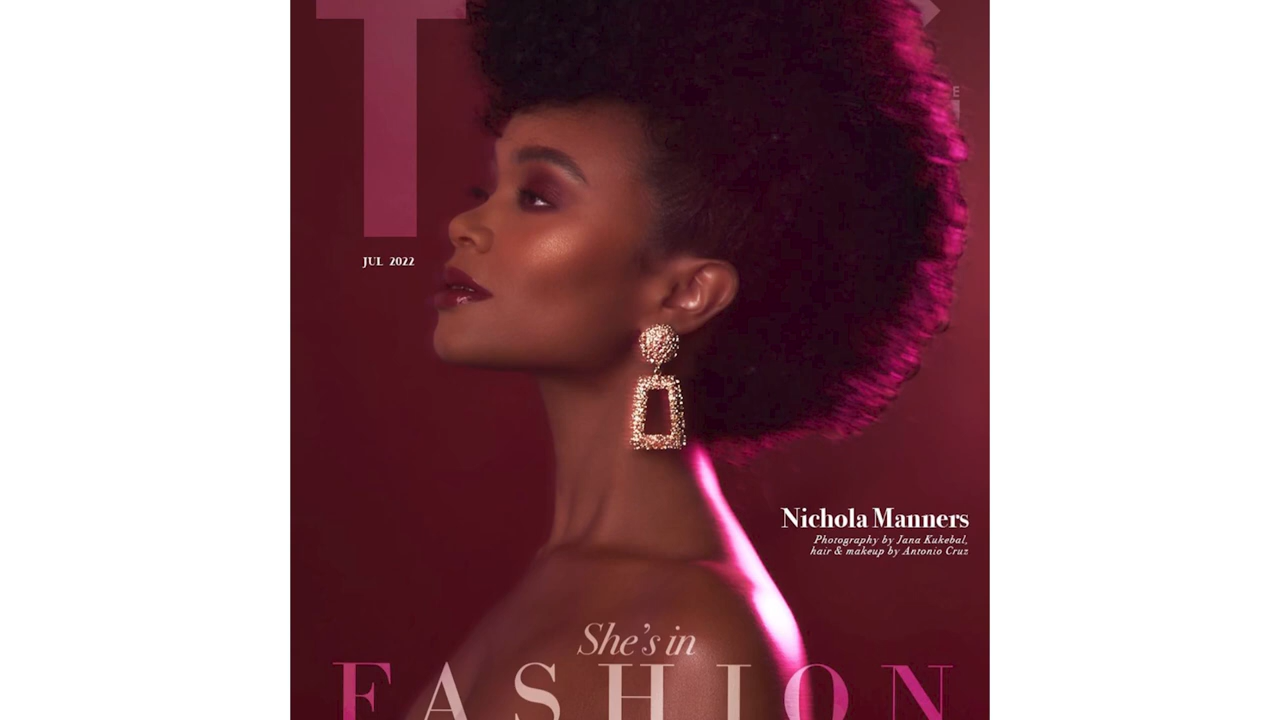 T
E
JUL 2022
Nichola Manners
Photography by Jana Kukebal,
hair & makeup by Antonio Cruz
She's in
FASHION